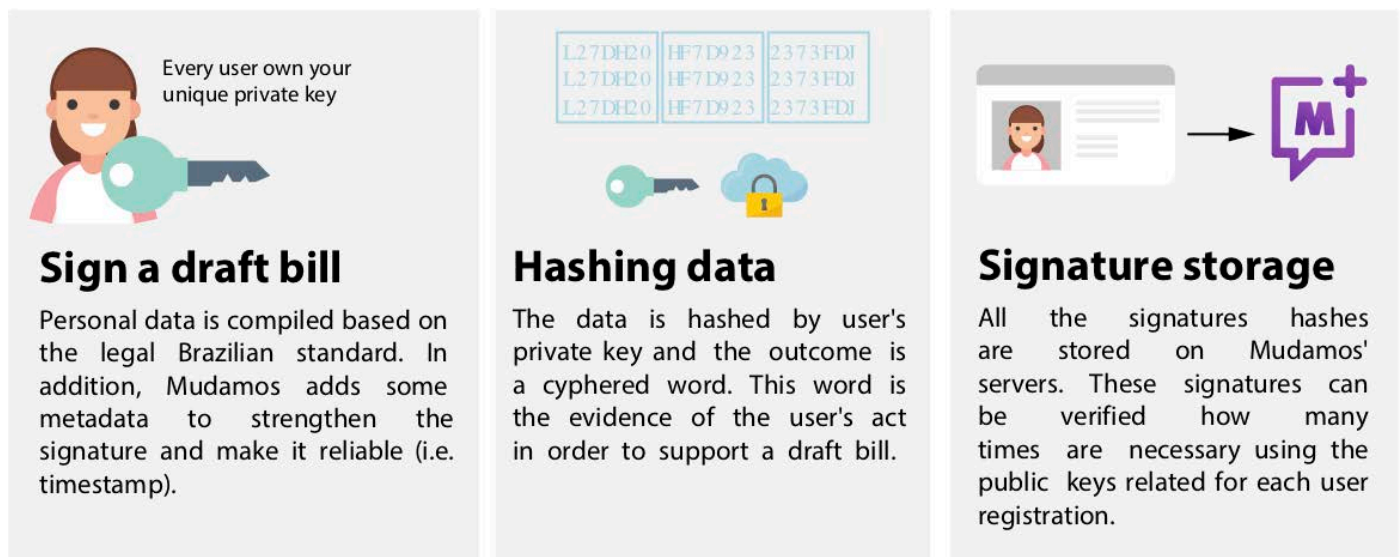 Every user own your
unique private key
Sign a draft bill
Personal data is compiled based on
the legal Brazilian standard. In
addition, Mudamos adds some
metadata to strengthen the
signature and make it reliable (i.e.
timestamp).
L27DH20 HF7D923 2373FDJ
L27DH20 HF7D923 2373FDJ
L27DH20 HF7D923 2373FDJ
Hashing data
The data is hashed by user's
private key and the outcome is
a cyphered word. This word is
the evidence of the user's act
in order to support a draft bill.
M
Signature storage
All the signatures hashes
are stored on Mudamos'
servers. These signatures can
be verified how many
times are necessary using the
public keys related for each user
registration.